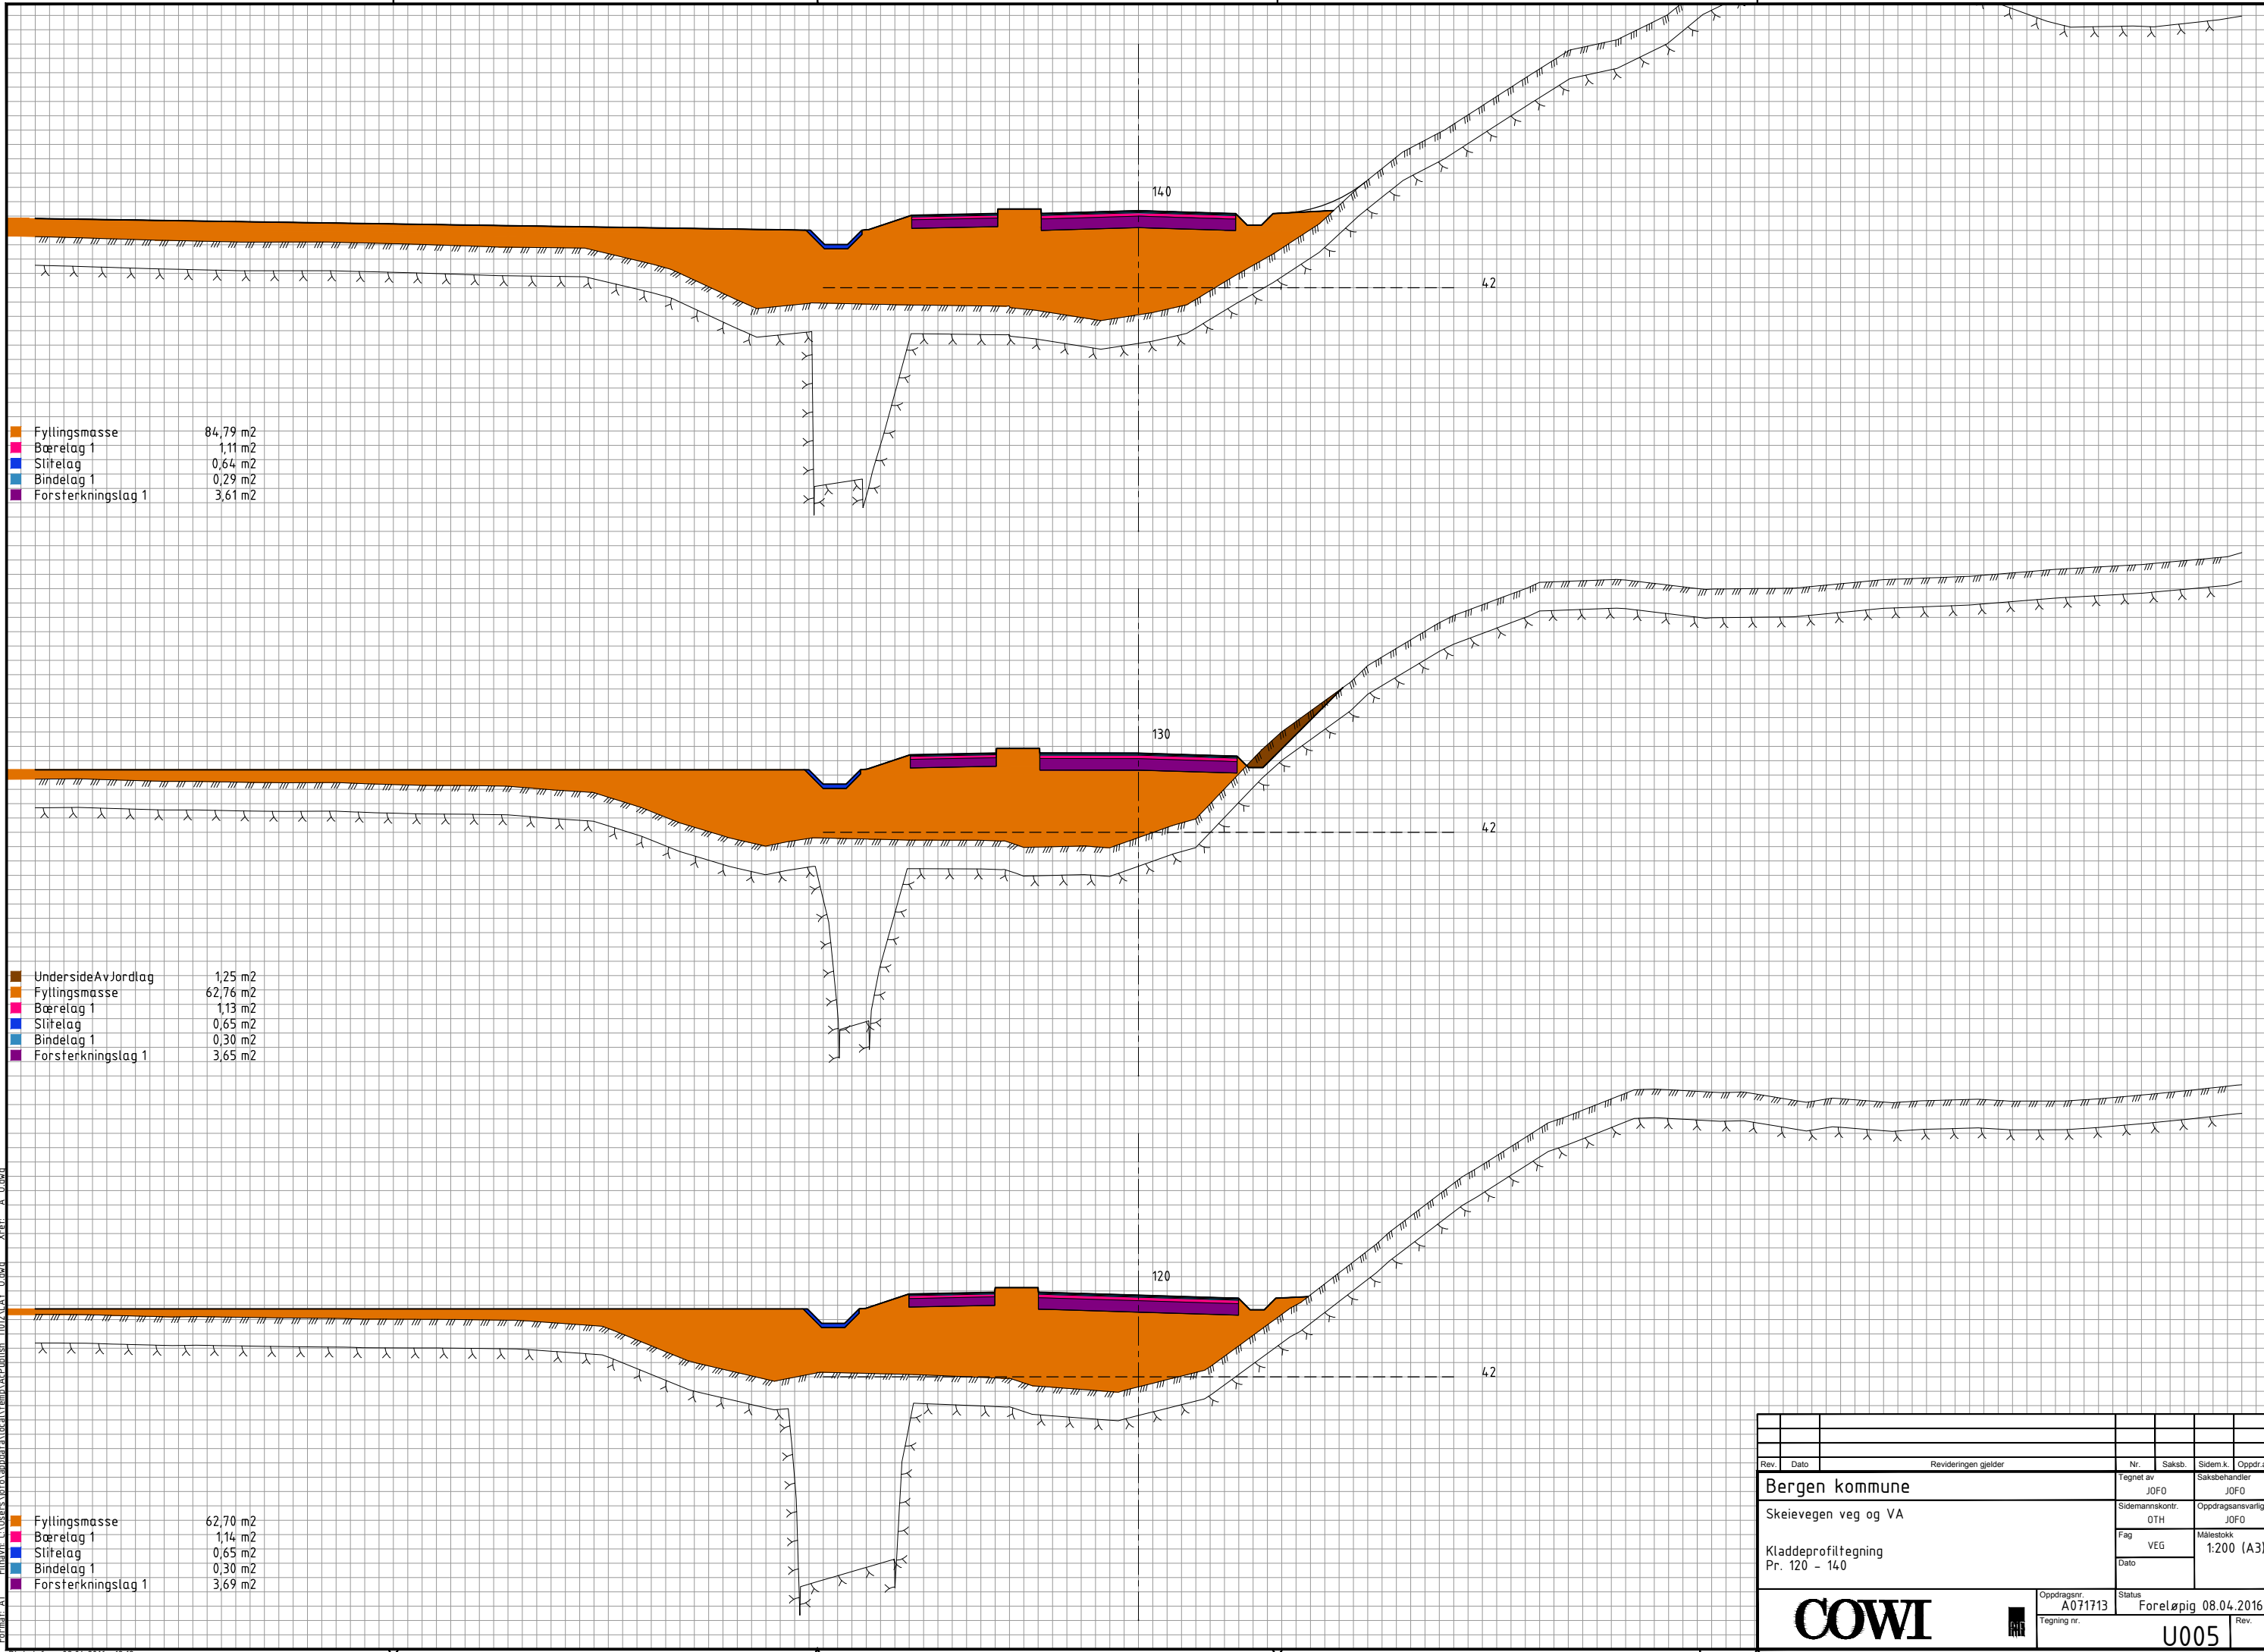 140
42
Fyllingsmasse 84,79 m2
Bærelag 1 1,11 m2
Slitelag 0,64 m2
Bindelag 1 0,29 m2
Forsterkningslag 1 3,61 m2
130
42
UndersideAvJordlag 1,25 m2
Fyllingsmasse 62,76 m2
Bærelag 1 1,13 m2
Slitelag 0,65 m2
Bindelag 1 0,30 m2
Forsterkningslag 1 3,65 m2
120
42
Fyllingsmasse 62,70 m2
Bærelag 1 1,14 m2
Slitelag 0,65 m2
Bindelag 1 0,30 m2
Forsterkningslag 1 3,69 m2
Rev. Dato Revideringen gjelder Nr. Saksb. Sidem.k.
Bergen kommune
Tegnet av Saksbehandler
JOFO JOFO
Skeievegen veg og VA
Sidemannskontr. Oppdragsansvarlig
OTH JOFO
Fag Målestokk
VEG 1:200 (A3)
Kladdeprofiltegning
Pr. 120 - 140
Dato
COWI
Oppdragsnr. Status
A071713 Foreløpig 08.04.2016
Tegning nr. Rev.
U005